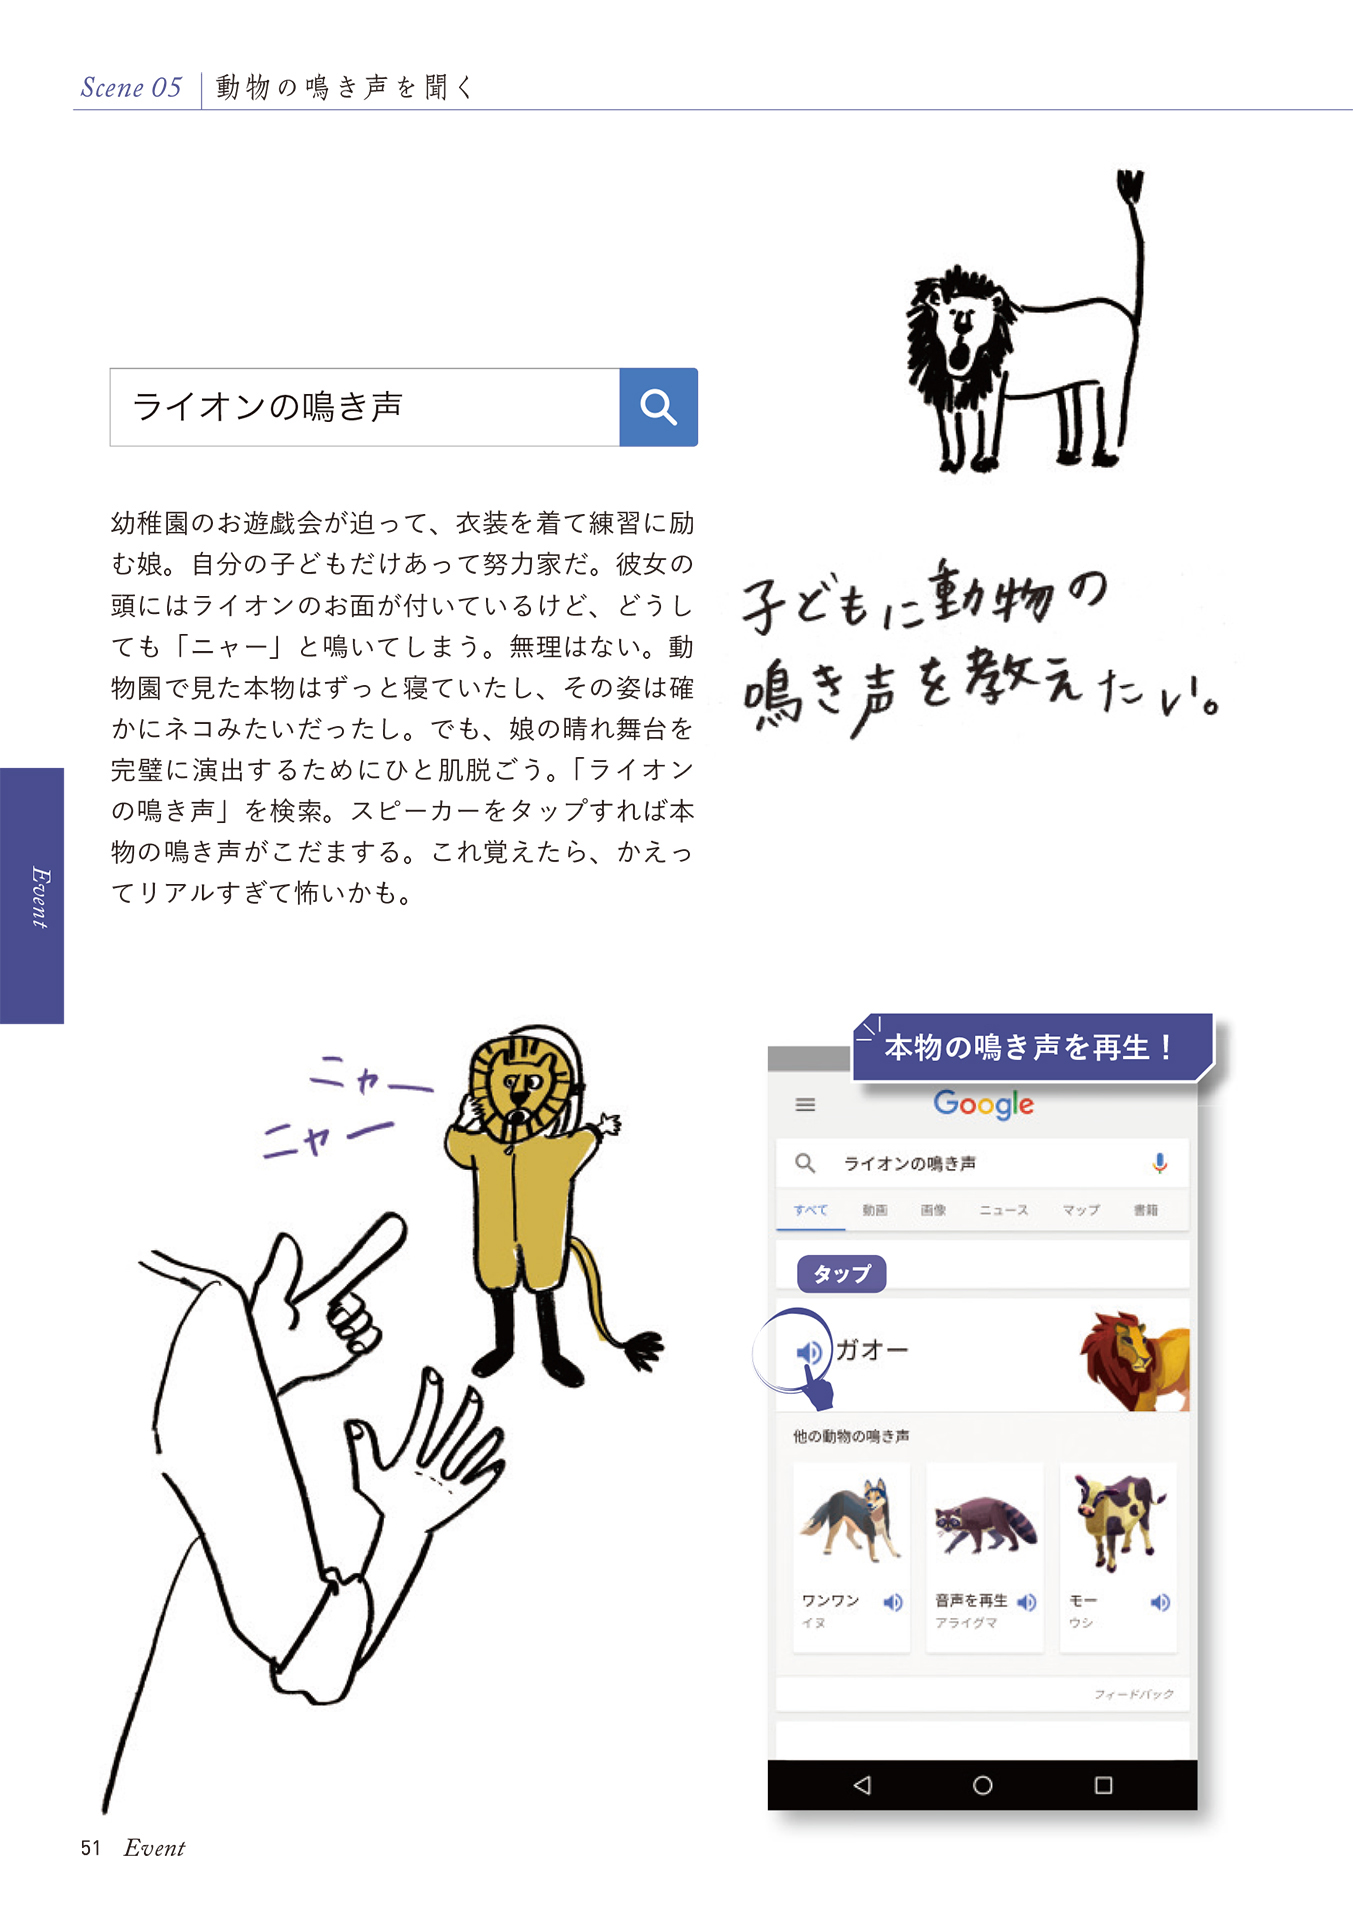 Scene 05 動物の鳴き声を聞く
ライオンの鳴き声
幼稚園のお遊戯会が迫って、衣装を着て練習に励
む娘。自分の子どもだけあって努力家だ。彼女の
頭にはライオンのお面が付いているけど、どうし
ても「ニャー」と鳴いてしまう。無理はない。動
物園で見た本物はずっと寝ていたし、その姿は確
かにネコみたいだったし。でも、娘の晴れ舞台を
完璧に演出するためにひと肌脱ごう。「ライオン
の鳴き声」を検索。スピーカーをタップすれば本
物の鳴き声がこだまする。これ覚えたら、かえっ
てリアルすぎて怖いかも。
子どもに動物の
鳴き声を教えたい。
Event
ニャー
ニャー
本物の鳴き声を再生！
Google
ライオンの鳴き声
すべて 動画 画像 ニュース マップ 書籍
タップ
ガオー
他の動物の鳴き声
ワンワン 音声を再生 モー
イヌ アライグマ ウシ
フィードバック
51 Event